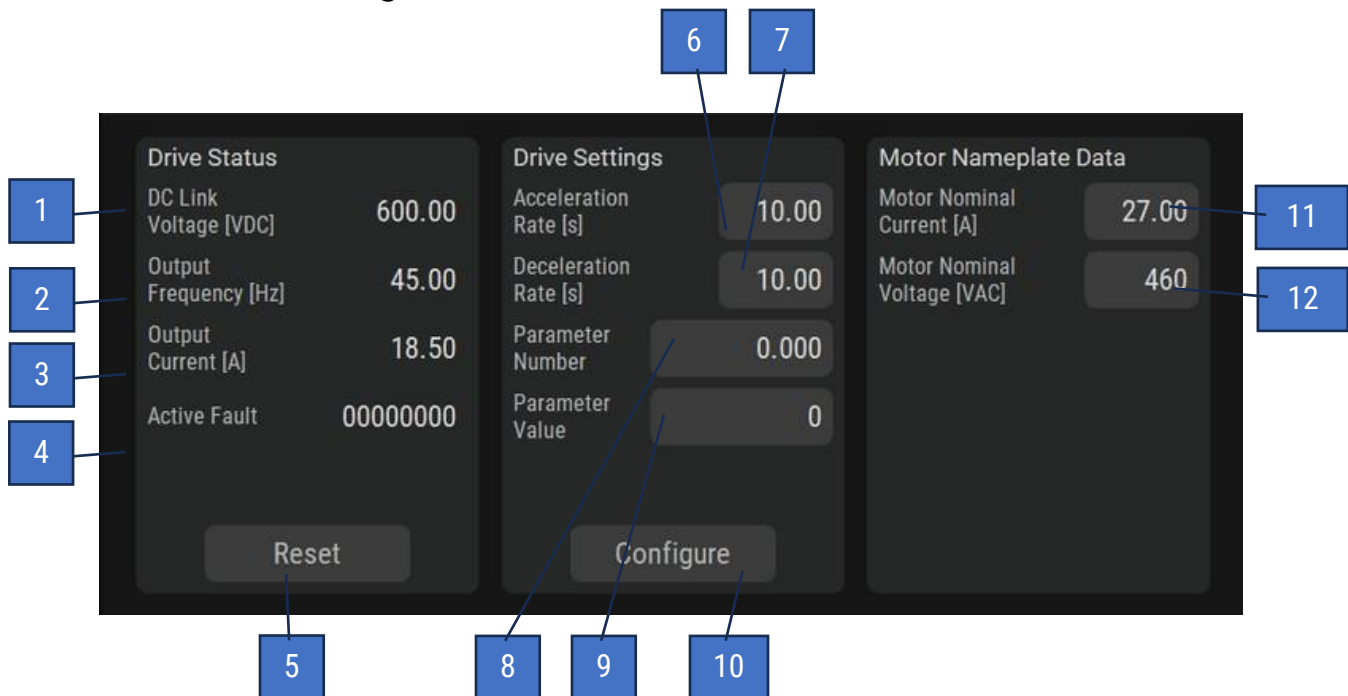 6
7
Drive Status
DC Link
Voltage [VDC]
600.00
Output
Frequency [Hz]
45.00
Output
Current [A]
18.50
Active Fault
00000000
Reset
Drive Settings
Acceleration
Rate [s]
10.00
Deceleration
Rate [s]
10.00
Parameter
Number
0.000
Parameter
Value
0
Configure
Motor Nameplate Data
Motor Nominal
Current [A]
27.00
Motor Nominal
Voltage [VAC]
460
1
2
3
4
11
12
5
8
9
10